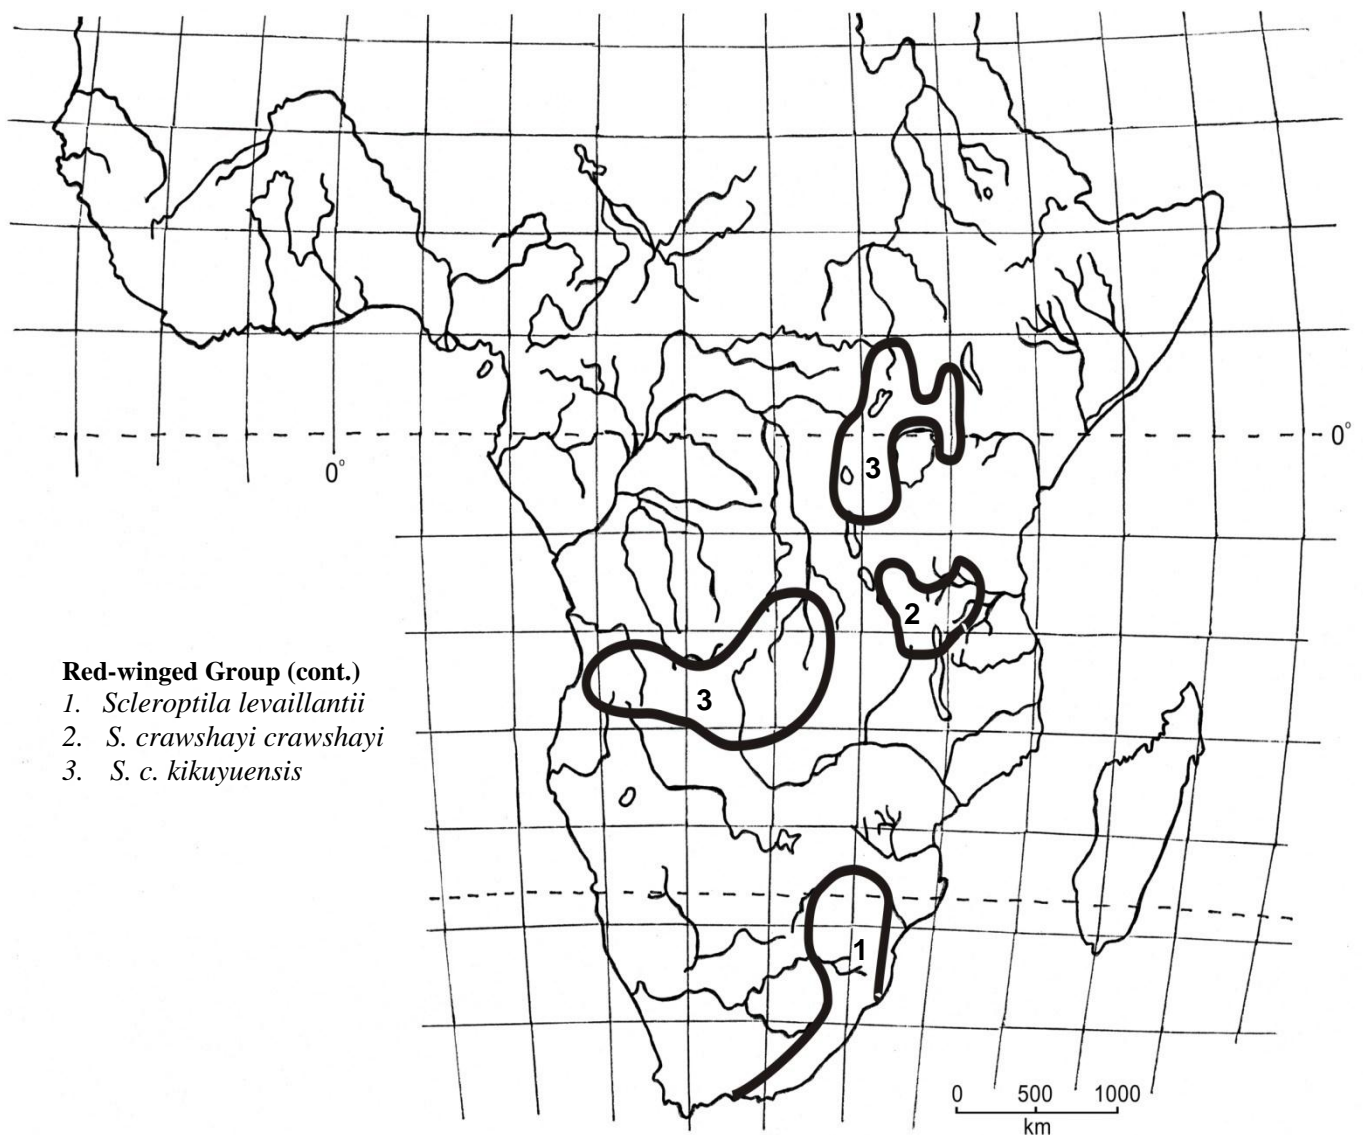 0°
0°
3
2
3
Red-winged Group (cont.)
1. Scleroptila levaillantii
2. S. crawshayi crawshayi
3. S. c. kikuyuensis
1
0 500 1000
km